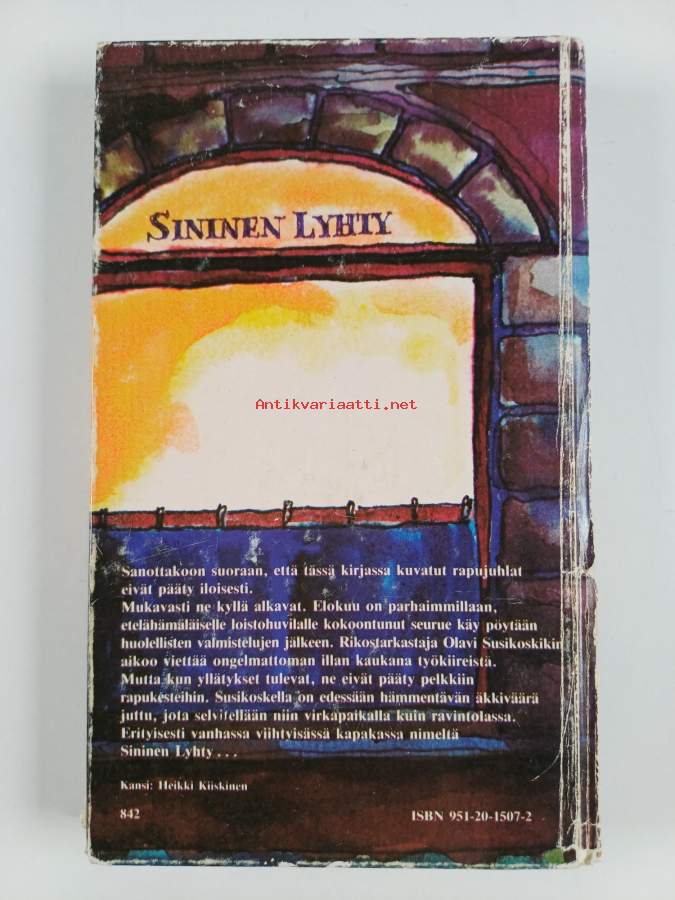 SININEN LYHTY
Antikvariaatti.net
Sanottakoon suoraan, että tässä kirjassa kuvatut rapujuhlat
eivät pääty iloisesti.
Mukavasti ne kyllä alkavat. Elokuu on parhaimmillaan,
etelähämäläiselle loistohuvilalle kokoontunut seurue käy pöytään
huolellisten valmistelujen jälkeen. Rikostarkastaja Olavi Susikoskikin
aikoo viettää ongelmattoman illan kaukana työkiireistä.
Mutta kun yllätykset tulevat, ne eivät pääty pelkkiin
rapukesteihin. Susikoskella on edessään hämmentävän äkkiväärä
juttu, jota selvitellään niin virkapaikalla kuin ravintolassa.
Erityisesti vanhassa viihtyisässä kapakassa nimeltä
Sininen Lyhty . . .
Kansi: Heikki Kiiskinen
842 ISBN 951-20-1507-2